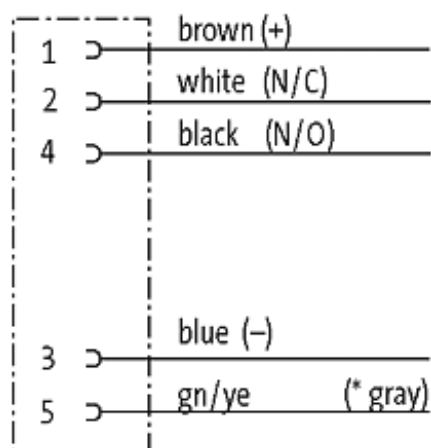 1 brown (+)
2 white (N/C)
4 black (N/O)
3 blue (–)
5 gn/ye (* gray)